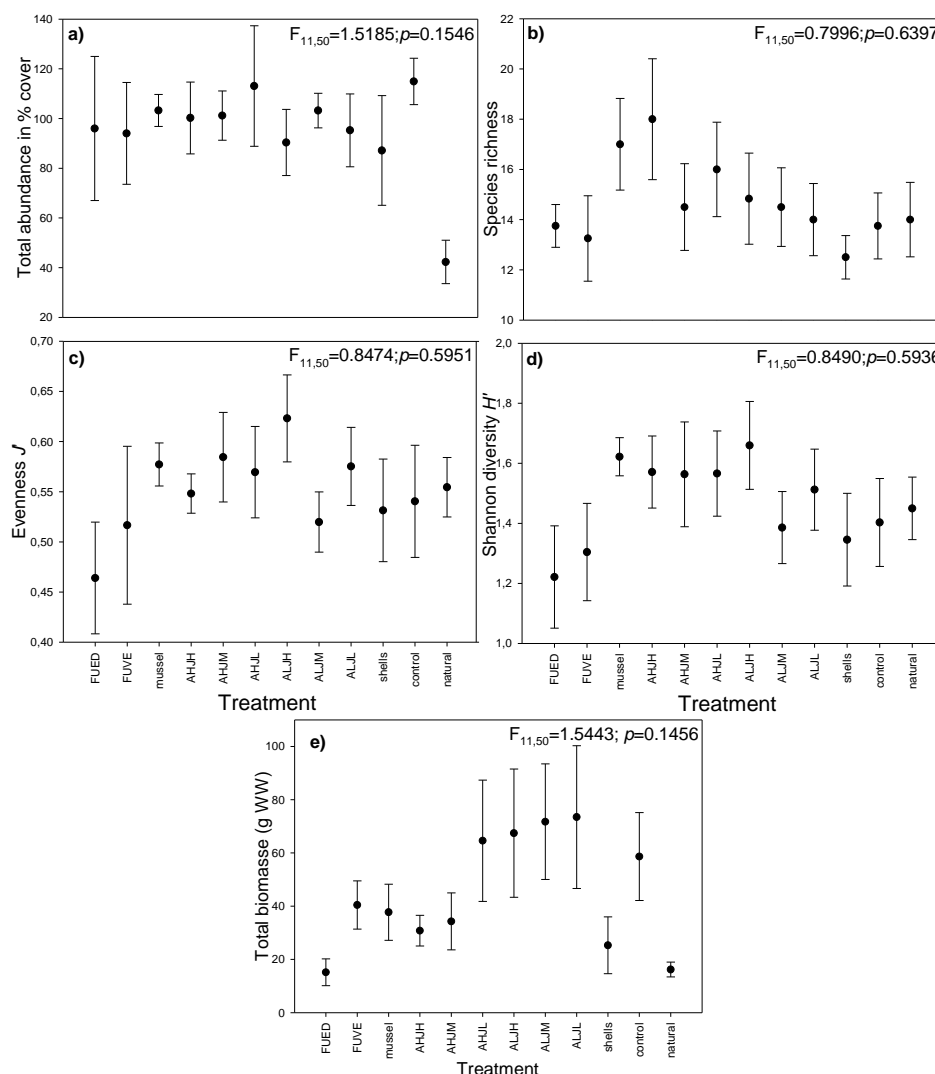 a)
F11,50=1.5185;p=0.1546
Total abundance in % cover
140
120
100
80
60
40
20
b)
F11,50=0.7996;p=0.6397
Species richness
22
20
18
16
14
12
10
c)
F11,50=0.8474;p=0.5951
Evenness J'
0,70
0,65
0,60
0,55
0,50
0,45
0,40
FUED
FUVE
mussel
AHJH
AHJM
AHJL
ALJH
ALJM
ALJL
shells
control
natural
Treatment
d)
F11,50=0.8490;p=0.5936
Shannon diversity H'
2,0
1,8
1,6
1,4
1,2
1,0
FUED
FUVE
mussel
AHJH
AHJM
AHJL
ALJH
ALJM
ALJL
shells
control
natural
Treatment
e)
F11,50=1.5443; p=0.1456
Total biomasse (g WW)
100
80
60
40
20
0
FUED
FUVE
mussel
AHJH
AHJM
AHJL
ALJH
ALJM
ALJL
shells
control
natural
Treatment